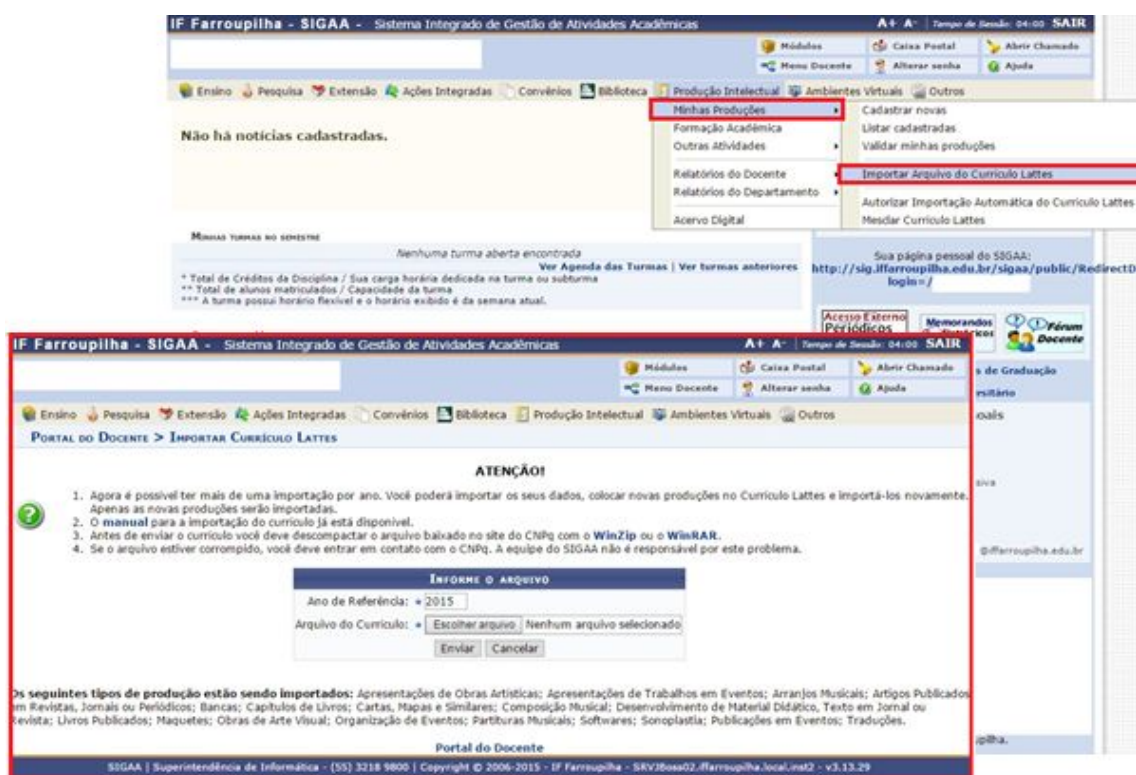 IF Farroupilha - SIGAA - Sistema Integrado de Gestão de Atividades Acadêmicas
A+ A- Tempo de Sessão: 04:00 SAIR
Módulos Caixa Postal Abrir Chamado
Menu Docente Alterar senha Ajuda
Ensino Pesquisa Extensão Ações Integradas Convênios Biblioteca Produção Intelectual Ambientes Virtuais Outros
Não há notícias cadastradas.
Minhas Produções
Formação Acadêmica
Outras Atividades
Relatórios do Docente
Relatórios do Departamento
Acervo Digital
Cadastrar novas
Listar cadastradas
Validar minhas produções
Importar Arquivo do Currículo Lattes
Autorizar Importação Automática do Currículo Lattes
Mesclar Currículo Lattes
Minhas turmas no semestre
Nenhuma turma aberta encontrada
Ver Agenda das Turmas | Ver turmas anteriores
* Total de Créditos da Disciplina / Sua carga horária dedicada na turma ou subturma
** Total de alunos matriculados / Capacidade da turma
*** A turma possui horário flexível e o horário exibido é da semana atual.
Sua página pessoal do SIGAA:
http://sig.iffarroupilha.edu.br/sigaa/public/RedirectD
login=/
Acesso Externo
Periódicos
Memorandos
Fórum
Docente
s de Graduação
@iffarroupilha.edu.br
IF Farroupilha - SIGAA - Sistema Integrado de Gestão de Atividades Acadêmicas
A+ A- Tempo de Sessão: 04:00 SAIR
Módulos Caixa Postal Abrir Chamado
Menu Docente Alterar senha Ajuda
Ensino Pesquisa Extensão Ações Integradas Convênios Biblioteca Produção Intelectual Ambientes Virtuais Outros
Portal do Docente > Importar Currículo Lattes
ATENÇÃO!
1. Agora é possível ter mais de uma importação por ano. Você poderá importar os seus dados, colocar novas produções no Currículo Lattes e importá-los novamente.
Apenas as novas produções serão importadas.
2. O manual para a importação do currículo já está disponível.
3. Antes de enviar o currículo você deve descompactar o arquivo baixado no site do CNPq com o WinZip ou o WinRAR.
4. Se o arquivo estiver corrompido, você deve entrar em contato com o CNPq. A equipe do SIGAA não é responsável por este problema.
Informe o arquivo
Ano de Referência: 2015
Arquivo do Currículo: Escolher arquivo Nenhum arquivo selecionado
Enviar Cancelar
Os seguintes tipos de produção estão sendo importados: Apresentações de Obras Artísticas; Apresentações de Trabalhos em Eventos; Arranjos Musicais; Artigos Publicados
em Revistas, Jornais ou Periódicos; Bancas; Capítulos de Livros; Cartas, Mapas e Similares; Composição Musical; Desenvolvimento de Material Didático, Texto em Jornal ou
Revista; Livros Publicados; Maquetes; Obras de Arte Visual; Organização de Eventos; Partituras Musicais; Softwares; Sonoplastia; Publicações em Eventos; Traduções.
Portal do Docente
SIGAA | Superintendência de Informática - (55) 3218 9800 | Copyright © 2006-2015 - IF Farroupilha - SRVJBoss02.iffarroupilha.local.inst2 - v3.13.29